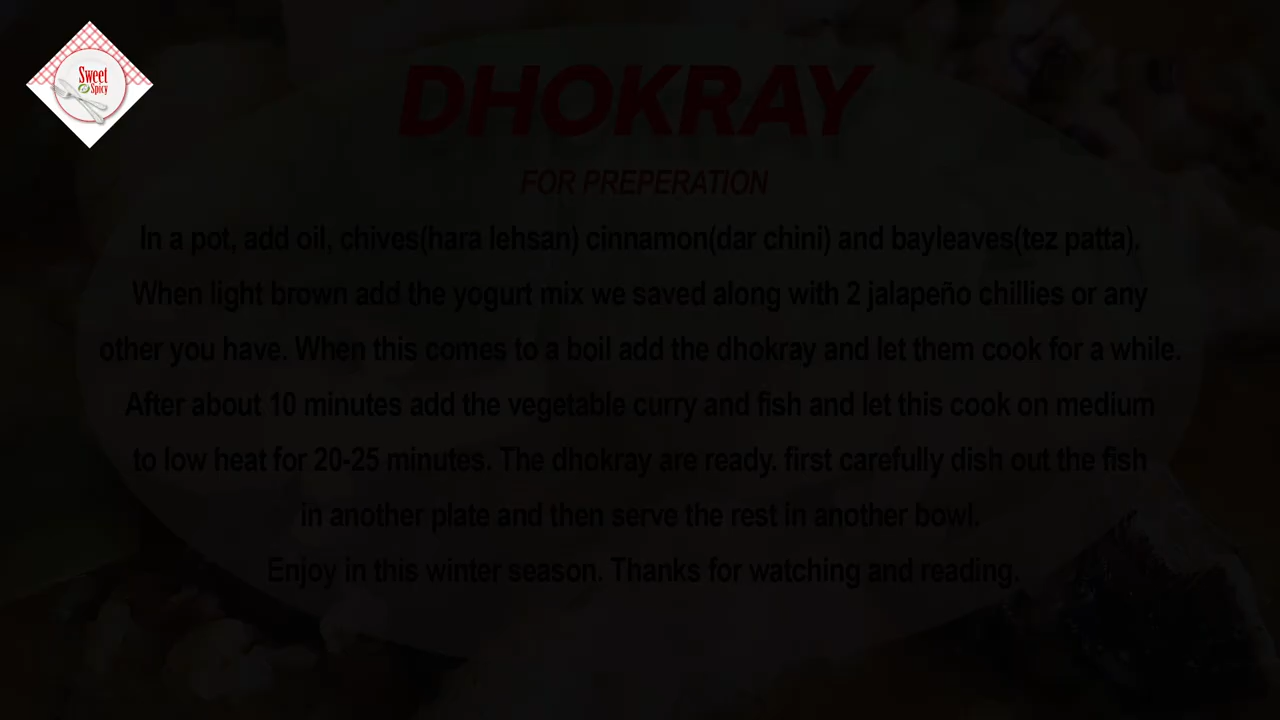 Sweet
Spicy
DHOKRAY
FOR PREPERATION
In a pot, add oil, chives(hara lehsan) cinnamon(dar chini) and bayleaves(tez patta).
When light brown add the yogurt mix we saved along with 2 jalapeño chillies or any
other you have. When this comes to a boil add the dhokray and let them cook for a while.
After about 10 minutes add the vegetable curry and fish and let this cook on medium
to low heat for 20-25 minutes. The dhokray are ready. first carefully dish out the fish
in another plate and then serve the rest in another bowl.
Enjoy in this winter season. Thanks for watching and reading.